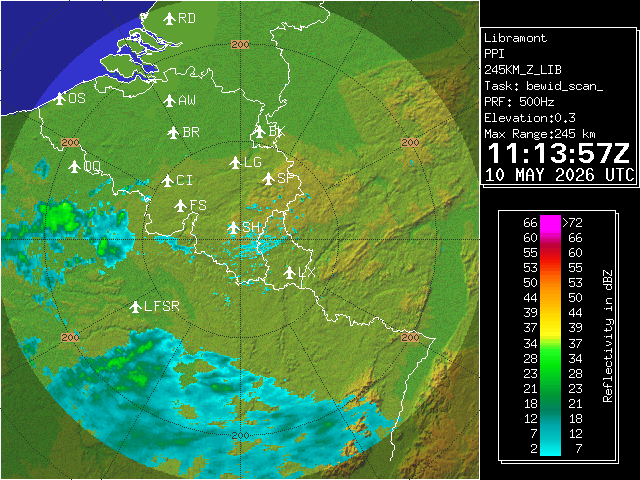 RD
200
OS
AW
BR
BK
200
200
QQ
LG
CI
SP
FS
SH
LX
LFSR
200
200
200
Libramont
PPI
245KM_Z_LIB
Task: bewid_scan_
PRF: 500Hz
Elevation:0.3
Max Range:245 km
11:13:57Z
10 MAY 2026 UTC
66 >72
60 66
55 60
53 55
50 53
44 50
39 44
37 39
34 37
28 34
23 28
21 23
18 21
12 18
7 12
2 7
Reflectivity in dBZ